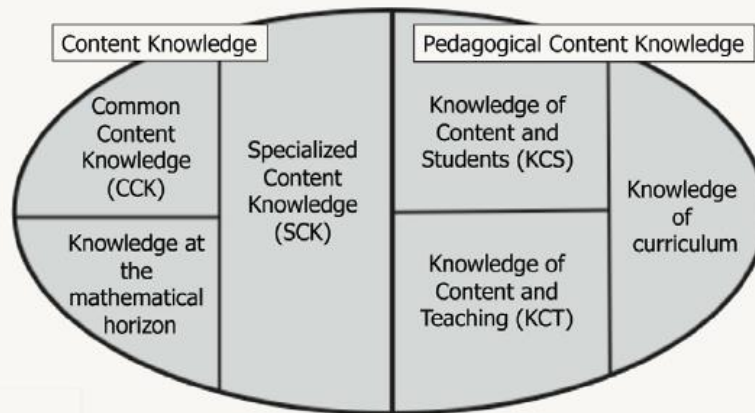 Content Knowledge
Pedagogical Content Knowledge
Common
Content
Knowledge
(CCK)
Knowledge at
the
mathematical
horizon
Specialized
Content
Knowledge
(SCK)
Knowledge of
Content and
Students (KCS)
Knowledge of
Content and
Teaching (KCT)
Knowledge
of
curriculum